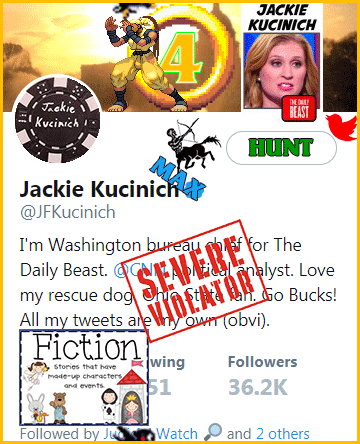 4
JACKIE
KUCINICH
THE DAILY
BEAST
Jackie
Kucinich !
HUNT
MAX
Jackie Kucinich
@JFKucinich
I'm Washington bureau chief for The
Daily Beast. @CNN political analyst. Love
my rescue dog, Ohio State fan. Go Bucks!
All my tweets are my own (obvi).
SEVERE
VIOLATOR
Fiction
Stories that have
made-up characters
and events.
wing
Followers
51
36.2K
Followed by Ju
Watch
and 2 others